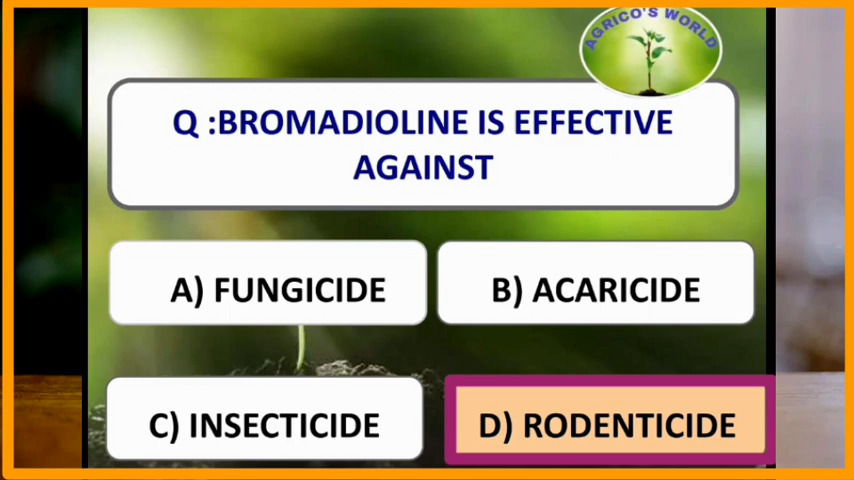 AGRICO'S WORLD
Q :BROMADIOLINE IS EFFECTIVE
AGAINST
A) FUNGICIDE
B) ACARICIDE
C) INSECTICIDE
D) RODENTICIDE